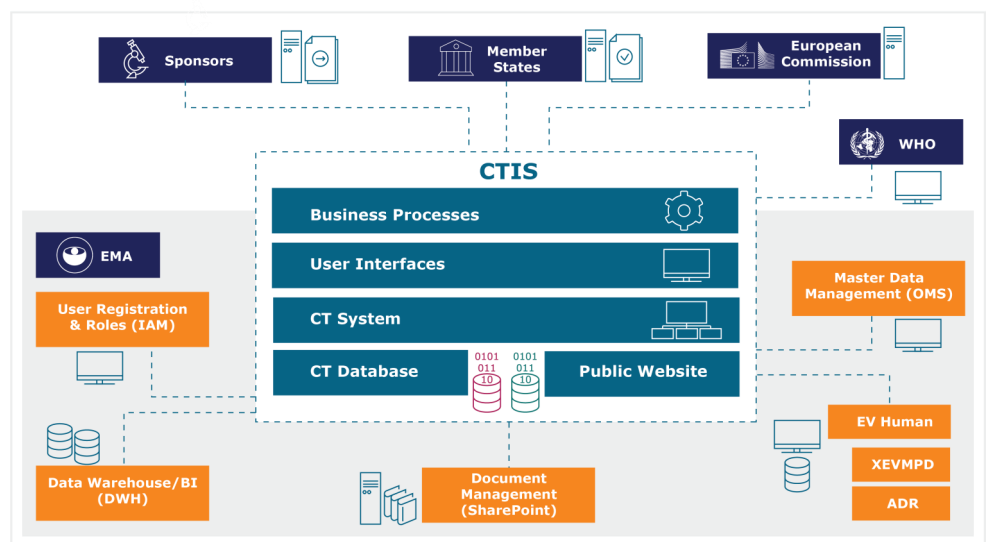 Sponsors
Member
States
European
Commission
WHO
CTIS
Business Processes
User Interfaces
CT System
CT Database
0101
011
10
0101
011
10
Public Website
EMA
User Registration
& Roles (IAM)
Master Data
Management (OMS)
Data Warehouse/BI
(DWH)
Document
Management
(SharePoint)
EV Human
XEVMPD
ADR